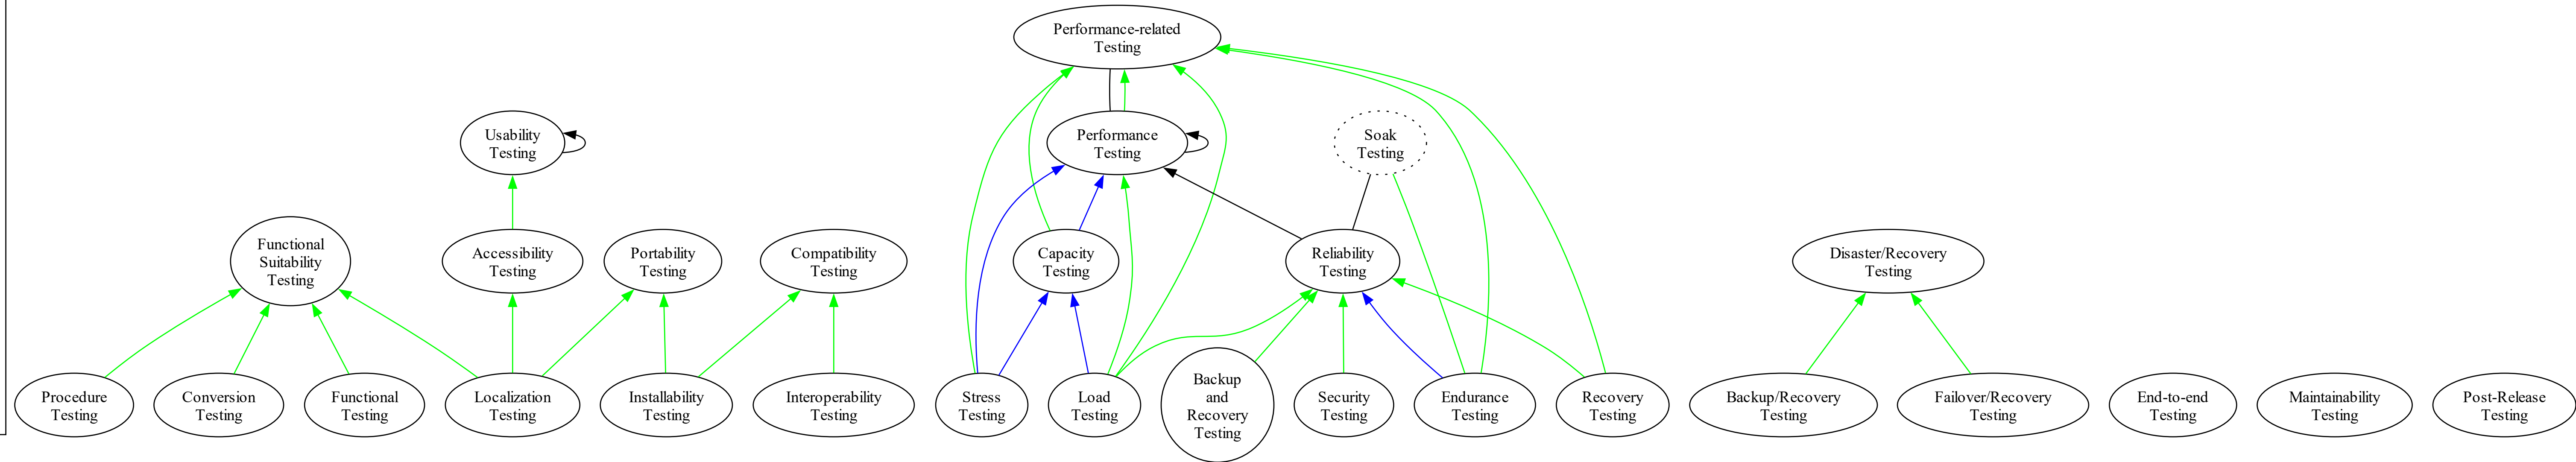 Performance-related
Testing
Usability
Testing
Performance
Testing
Soak
Testing
Functional
Suitability
Testing
Accessibility
Testing
Portability
Testing
Compatibility
Testing
Capacity
Testing
Reliability
Testing
Disaster/Recovery
Testing
Procedure
Testing
Conversion
Testing
Functional
Testing
Localization
Testing
Installability
Testing
Interoperability
Testing
Stress
Testing
Load
Testing
Backup
and
Recovery
Testing
Security
Testing
Endurance
Testing
Recovery
Testing
Backup/Recovery
Testing
Failover/Recovery
Testing
End-to-end
Testing
Maintainability
Testing
Post-Release
Testing